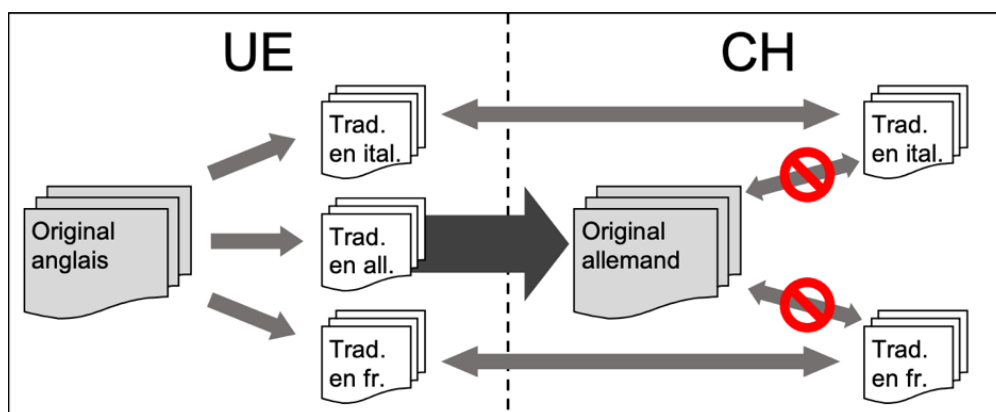 UE
CH
Trad.
en ital.
Trad.
en ital.
Original
anglais
Trad.
en all.
Original
allemand
Trad.
en fr.
Trad.
en fr.